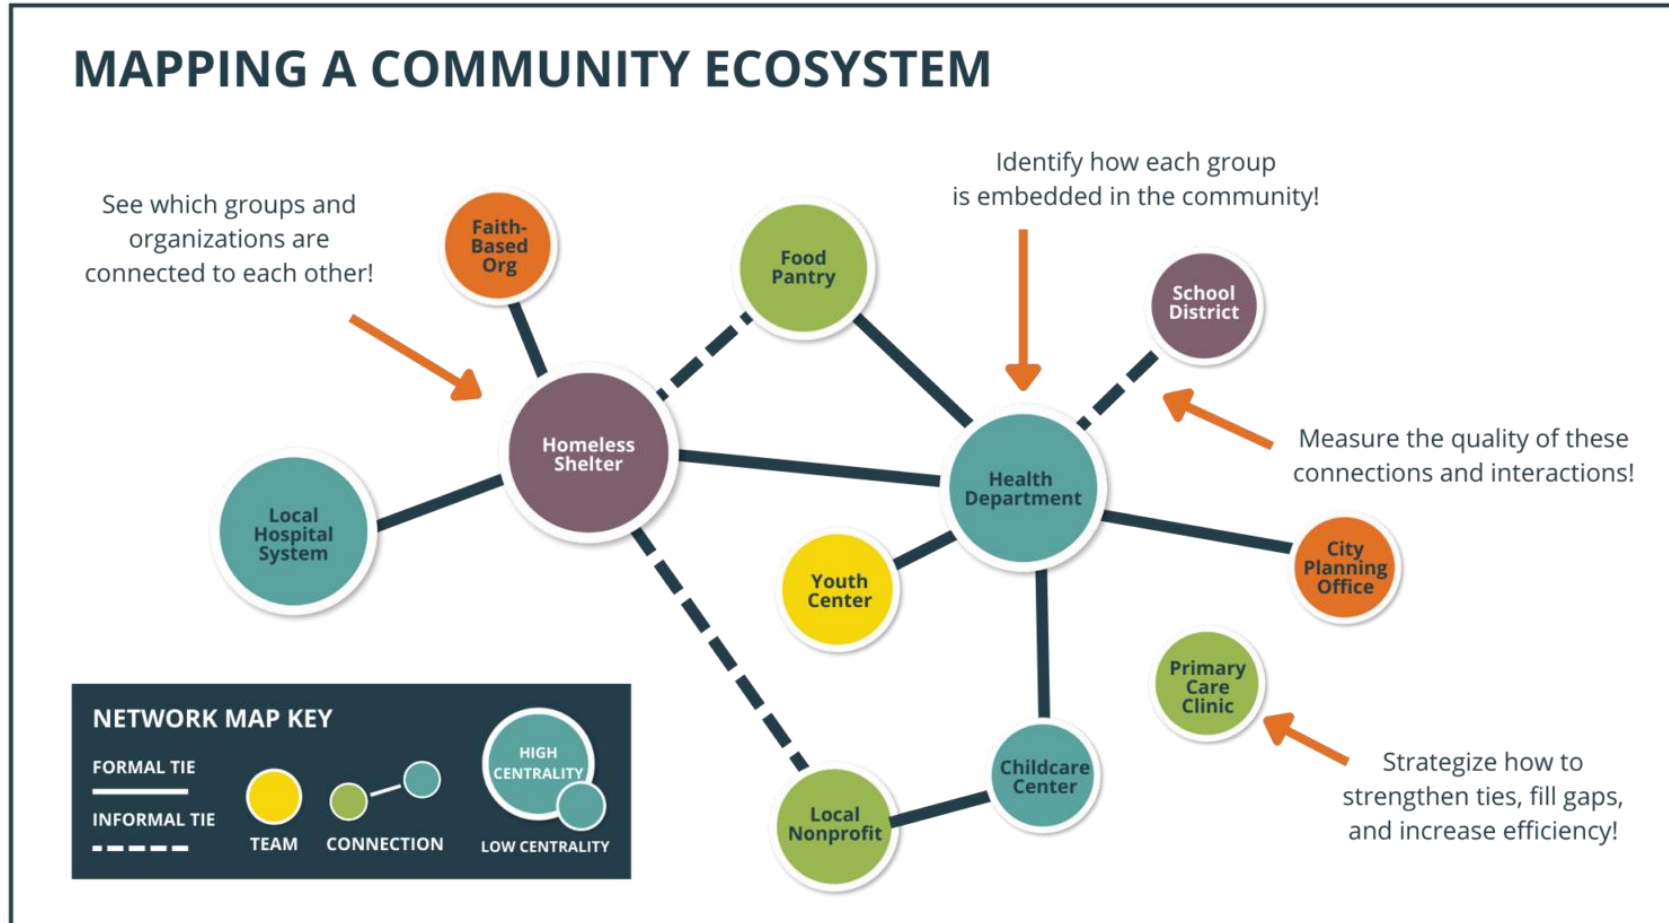 MAPPING A COMMUNITY ECOSYSTEM
See which groups and
organizations are
connected to each other!
Identify how each group
is embedded in the community!
Faith-
Based
Org
Food
Pantry
School
District
Homeless
Shelter
Health
Department
Measure the quality of these
connections and interactions!
Local
Hospital
System
Youth
Center
City
Planning
Office
Primary
Care
Clinic
Childcare
Center
Local
Nonprofit
Strategize how to
strengthen ties, fill gaps,
and increase efficiency!
NETWORK MAP KEY
FORMAL TIE
INFORMAL TIE
TEAM
CONNECTION
HIGH
CENTRALITY
LOW CENTRALITY